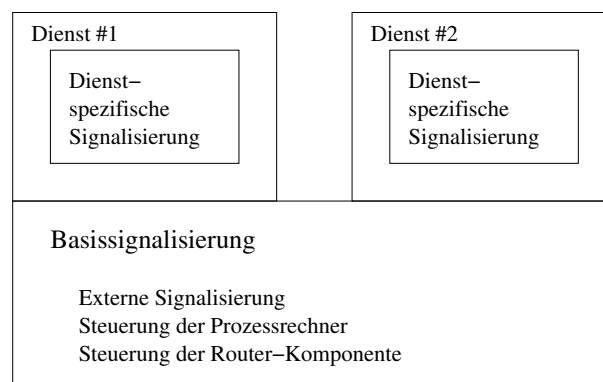 Dienst #1
Dienst−
spezifische
Signalisierung
Dienst #2
Dienst−
spezifische
Signalisierung
Basissignalisierung
Externe Signalisierung
Steuerung der Prozessrechner
Steuerung der Router−Komponente